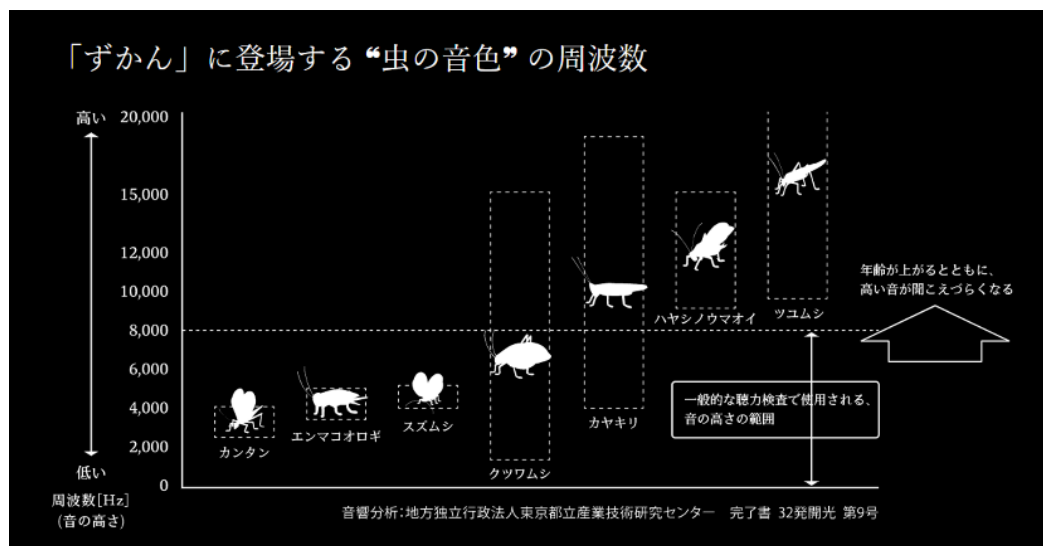 「ずかん」に登場する“虫の音色”の周波数
高い
20,000
15,000
12,000
10,000
8,000
6,000
4,000
2,000
0
低い
周波数[Hz]
(音の高さ)
カンタン
エンマコオロギ
スズムシ
クツワムシ
カヤキリ
ハヤシノウマオイ
ツユムシ
年齢が上がるとともに、
高い音が聞こえづらくなる
一般的な聴力検査で使用される、
音の高さの範囲
音響分析：地方独立行政法人東京都立産業技術研究センター　完了書 32発開光 第9号